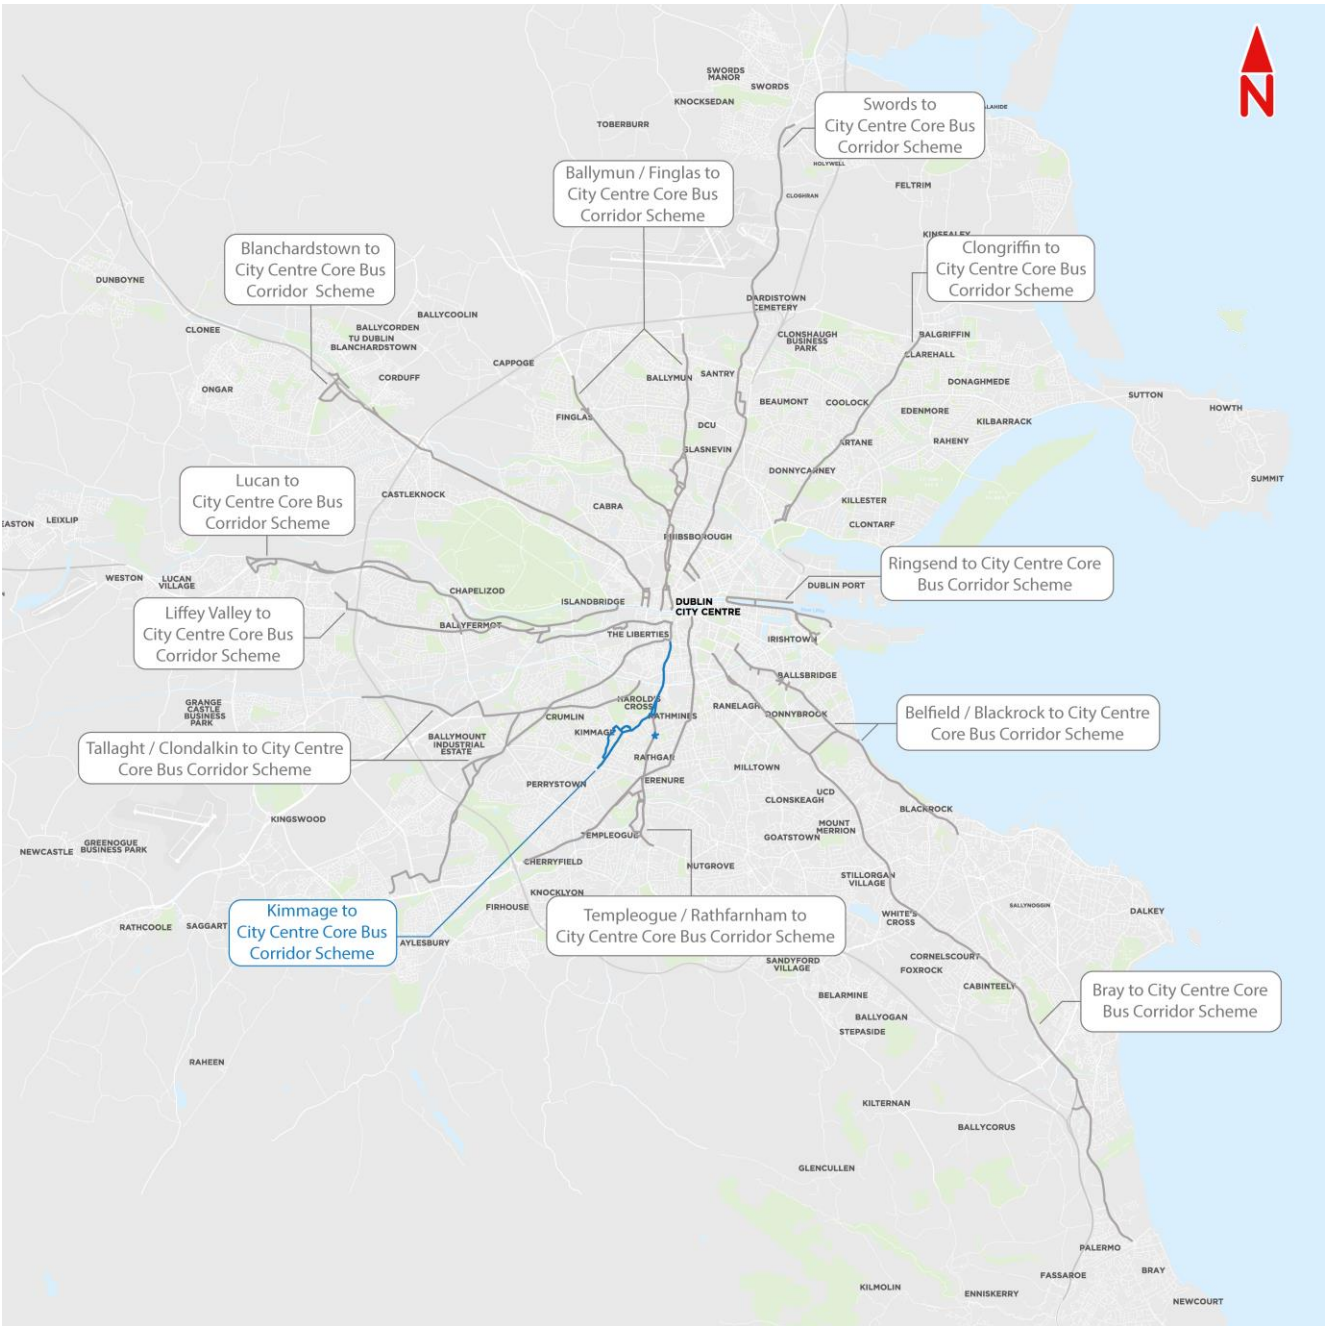 SWORDS
MANOR
SWORDS
KNOCKSEDAN
TOBERBURR
N
Swords to
City Centre Core Bus
Corridor Scheme
LAHIDE
HOLYWELL
FELTRIM
CLOGHRAN
Ballymun / Finglas to
City Centre Core Bus
Corridor Scheme
KINSEALEY
Clongriffin to
City Centre Core Bus
Corridor Scheme
Blanchardstown to
City Centre Core Bus
Corridor Scheme
DUNBOYNE
DARDISTOWN
CEMETERY
BALLYCOOLIN
CLONEE
BALLYCORDEN
TU DUBLIN
BLANCHARDSTOWN
CLONSHAUGH
BUSINESS
PARK
BALGRIFFIN
CLAREHALL
CAPPOGE
CORDUFF
BALLYMUN
SANTRY
DONAGHMEDE
ONGAR
BEAUMONT
COOLOCK
SUTTON
HOWTH
EDENMORE
KILBARRACK
FINGLAS
DCU
GLASNEVIN
ARTANE
RAHENY
DONNYCARNEY
SUMMIT
Lucan to
City Centre Core Bus
Corridor Scheme
CASTLEKNOCK
CABRA
KILLESTER
CLONTARF
EASTON
LEIXLIP
PHIBSBOROUGH
Ringsend to City Centre Core
Bus Corridor Scheme
WESTON
LUCAN
VILLAGE
CHAPELIZOD
ISLANDBRIDGE
DUBLIN
CITY CENTRE
DUBLIN PORT
Liffey Valley to
City Centre Core Bus
Corridor Scheme
BALLYFERMOT
THE LIBERTIES
IRISHTOWN
BALLSBRIDGE
GRANGE
CASTLE
BUSINESS
PARK
HAROLD'S
CROSS
CRUMLIN
RATHMINES
RANELAGH
DONNYBROOK
Belfield / Blackrock to City Centre
Core Bus Corridor Scheme
KIMMAGE
Tallaght / Clondalkin to City Centre
Core Bus Corridor Scheme
BALLYMOUNT
INDUSTRIAL
ESTATE
RATHGAR
MILLTOWN
PERRYSTOWN
TERENURE
UCD
CLONSKEAGH
BLACKROCK
KINGSWOOD
MOUNT
MERRION
GOATSTOWN
NEWCASTLE
GREENOGUE
BUSINESS PARK
TEMPLEOGUE
CHERRYFIELD
NUTGROVE
STILLORGAN
VILLAGE
KNOCKLYON
FIRHOUSE
SALLYNOGGIN
DALKEY
Kimmage to
City Centre Core Bus
Corridor Scheme
Templeogue / Rathfarnham to
City Centre Core Bus Corridor Scheme
WHITE'S
CROSS
RATHCOOLE
SAGGART
AYLESBURY
SANDYFORD
VILLAGE
CORNELSCOURT
FOXROCK
CABINTEELY
Bray to City Centre Core
Bus Corridor Scheme
BELARMINE
BALLYOGAN
STEPASIDE
RAHEEN
KILTERNAN
BALLYCORUS
GLENCULLEN
PALERMO
FASSAROE
BRAY
KILMOLIN
ENNISKERRY
NEWCOURT